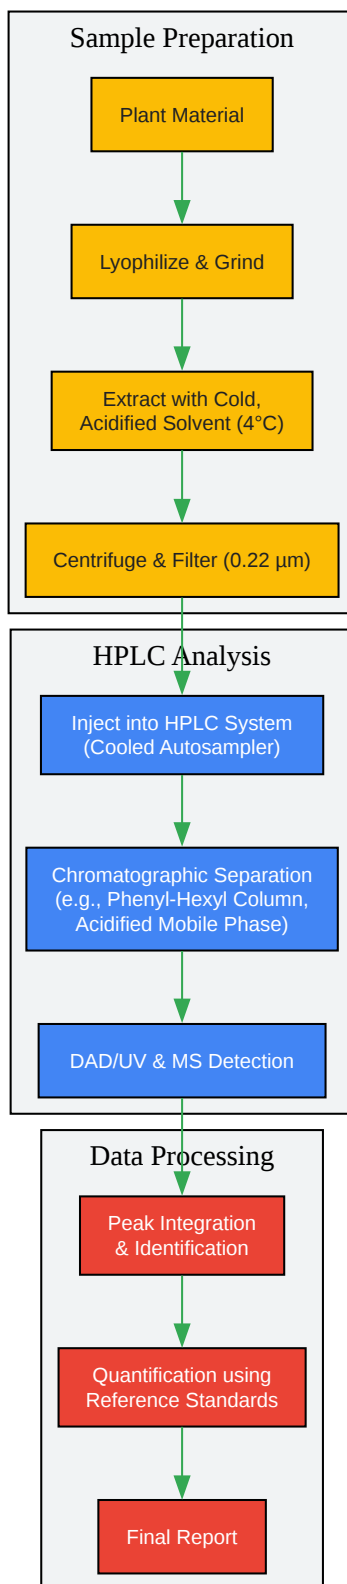 Sample Preparation
Plant Material
Lyophilize & Grind
Extract with Cold,
Acidified Solvent (4°C)
Centrifuge & Filter (0.22 µm)
HPLC Analysis
Inject into HPLC System
(Cooled Autosampler)
Chromatographic Separation
(e.g., Phenyl-Hexyl Column,
Acidified Mobile Phase)
DAD/UV & MS Detection
Data Processing
Peak Integration
& Identification
Quantification using
Reference Standards
Final Report